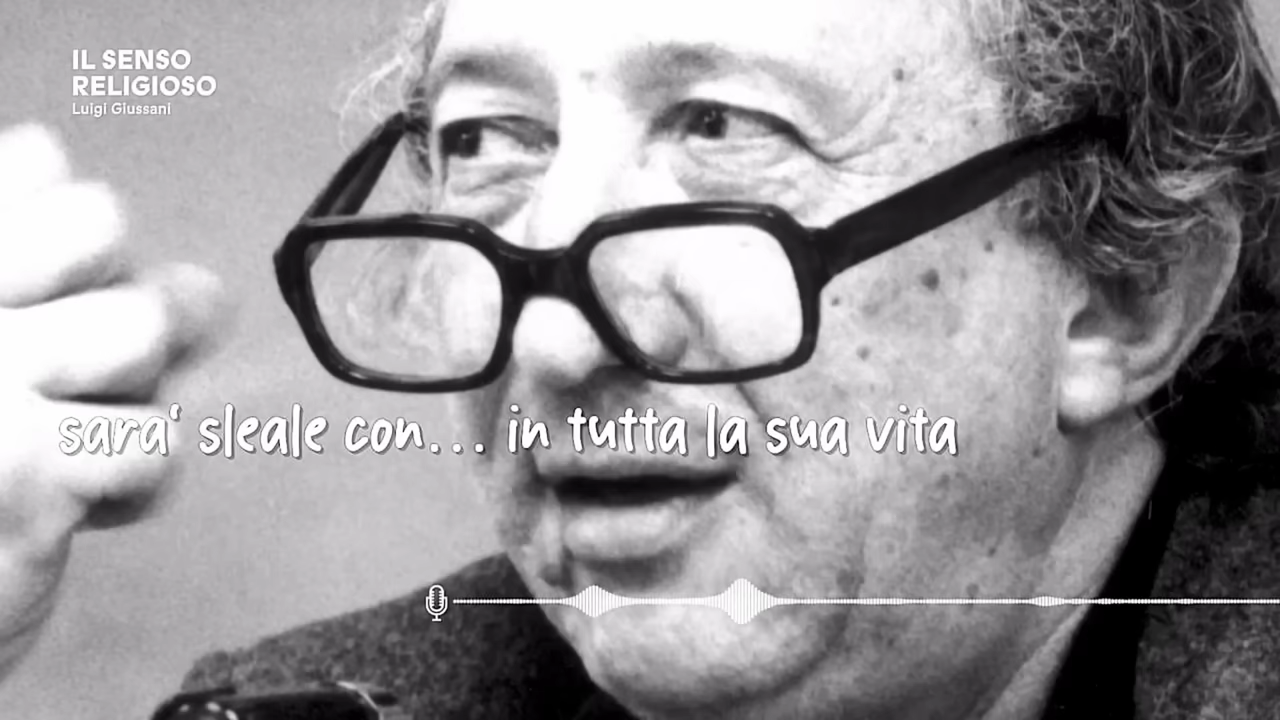 IL SENSO
RELIGIOSO
Luigi Giussani
sara‘ sleale con... in tutta la sua vita